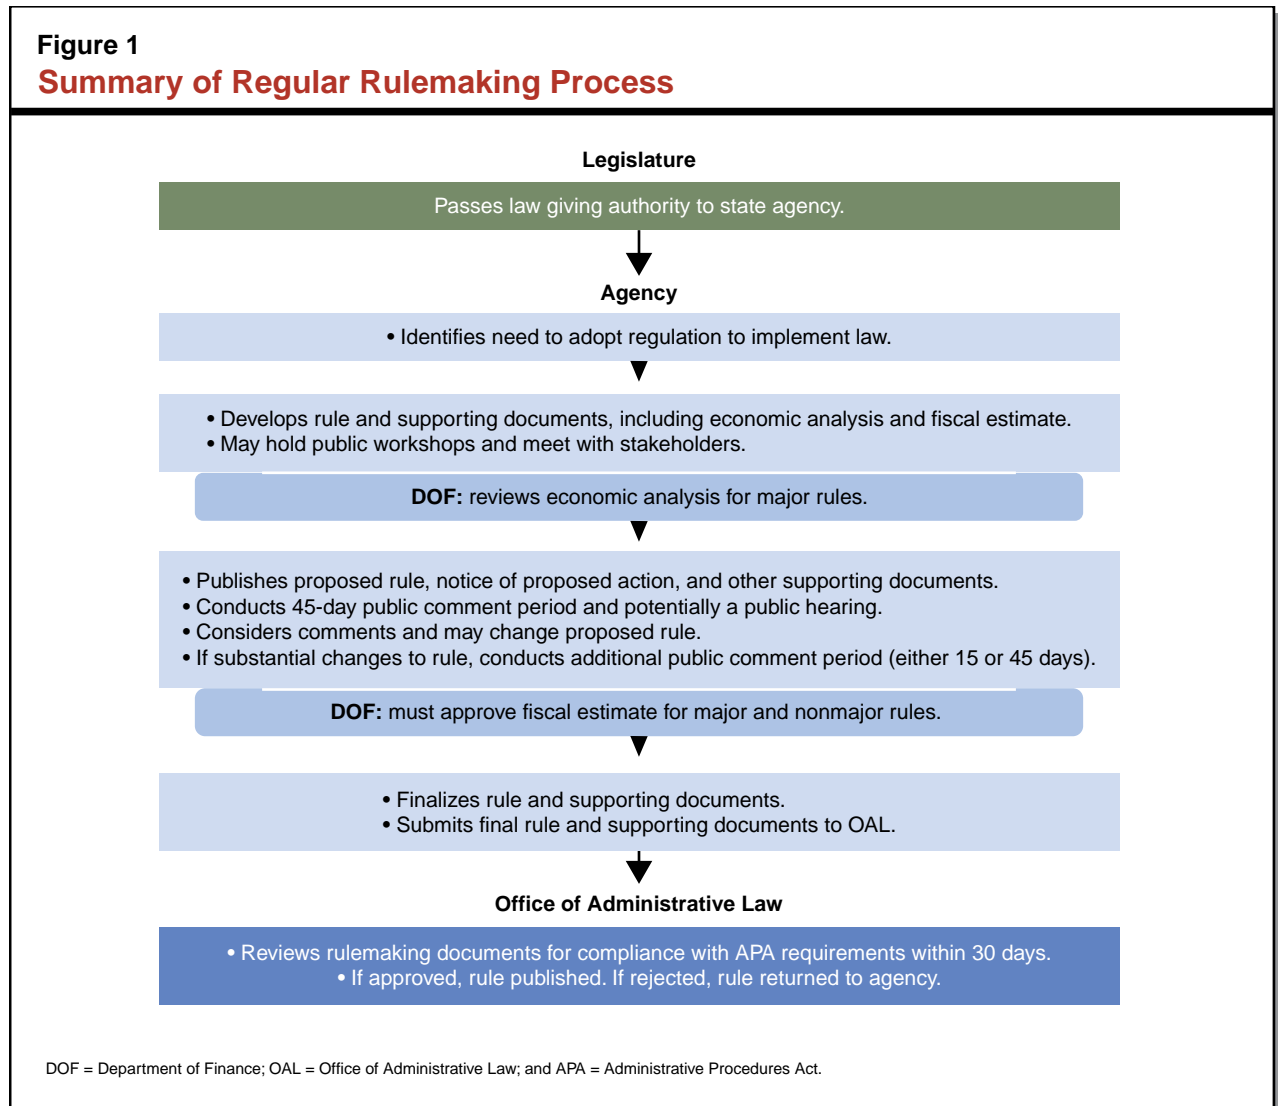 Figure 1
Summary of Regular Rulemaking Process
Legislature
Passes law giving authority to state agency.
Agency
• Identifies need to adopt regulation to implement law.
• Develops rule and supporting documents, including economic analysis and fiscal estimate.
• May hold public workshops and meet with stakeholders.
DOF: reviews economic analysis for major rules.
• Publishes proposed rule, notice of proposed action, and other supporting documents.
• Conducts 45-day public comment period and potentially a public hearing.
• Considers comments and may change proposed rule.
• If substantial changes to rule, conducts additional public comment period (either 15 or 45 days).
DOF: must approve fiscal estimate for major and nonmajor rules.
• Finalizes rule and supporting documents.
• Submits final rule and supporting documents to OAL.
Office of Administrative Law
• Reviews rulemaking documents for compliance with APA requirements within 30 days.
• If approved, rule published. If rejected, rule returned to agency.
DOF = Department of Finance; OAL = Office of Administrative Law; and APA = Administrative Procedures Act.